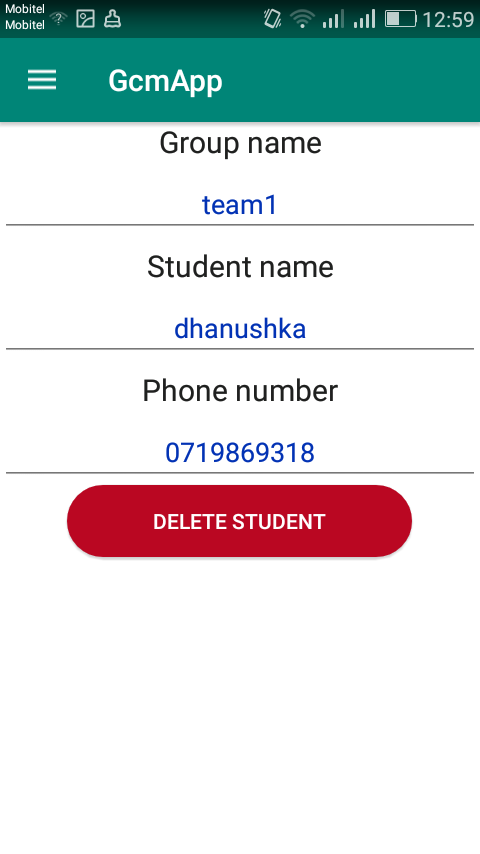 Mobitel
Mobitel
12:59
GcmApp
Group name
team1
Student name
dhanushka
Phone number
0719869318
DELETE STUDENT